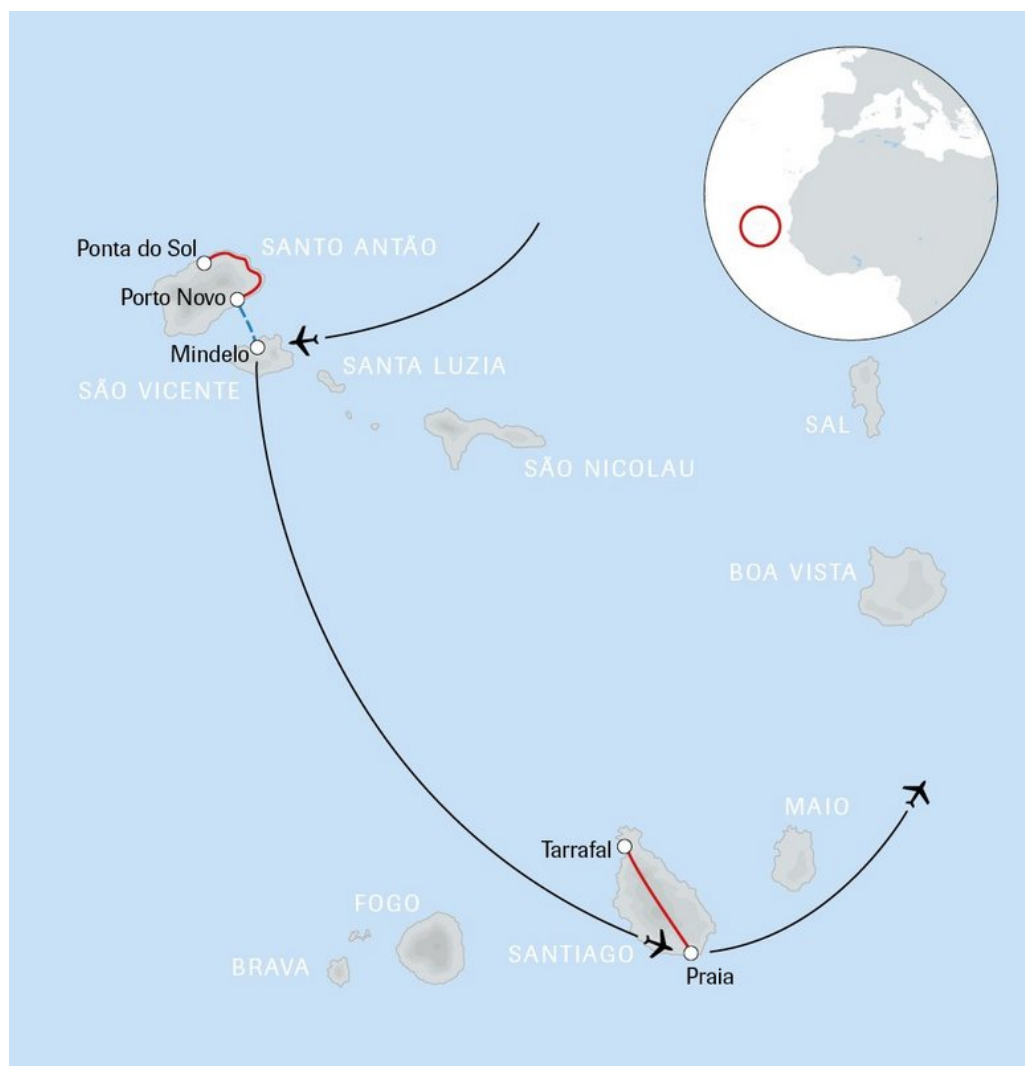 Ponta do Sol
SANTO ANTÃO
Porto Novo
Mindelo
SANTA LUZIA
SÃO VICENTE
SAL
SÃO NICOLAU
BOA VISTA
MAIO
Tarrafal
FOGO
SANTIAGO
BRAVA
Praia